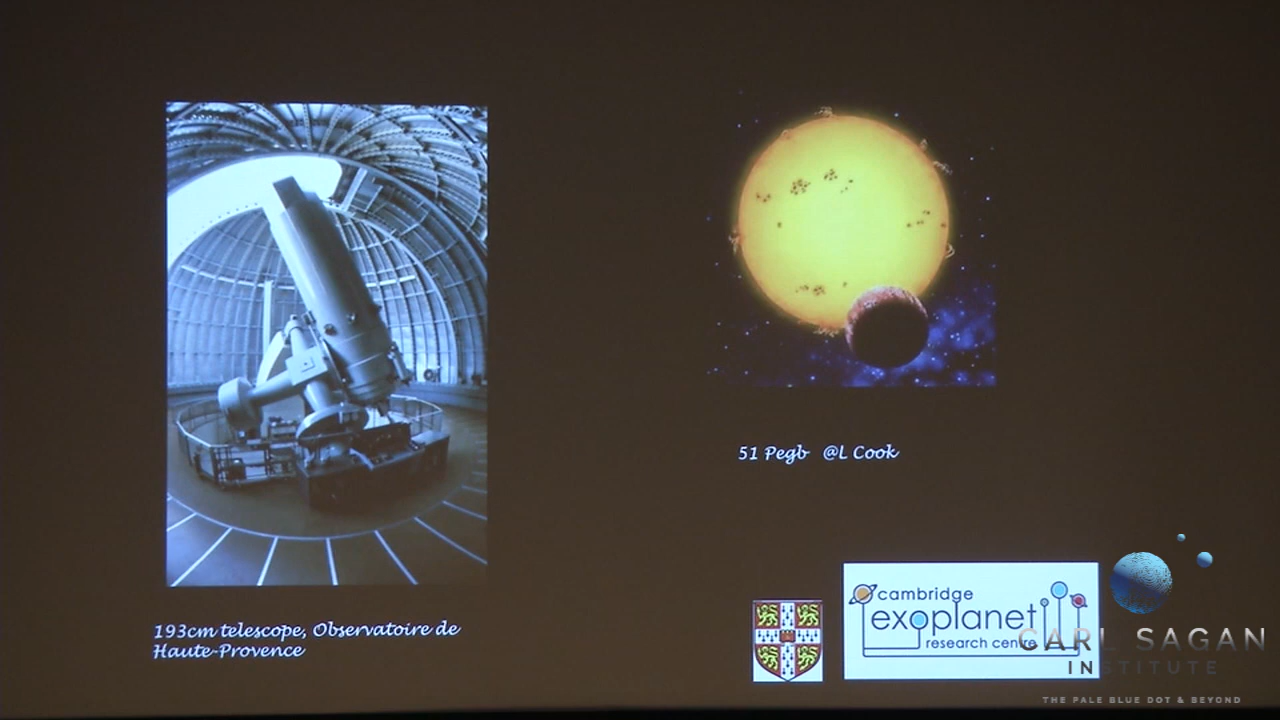 193cm telescope, Observatoire de
Haute-Provence
51 Pegb @L Cook
cambridge
exoplanet
research centre
CARL SAGAN
INSTITUTE
THE PALE BLUE DOT & BEYOND